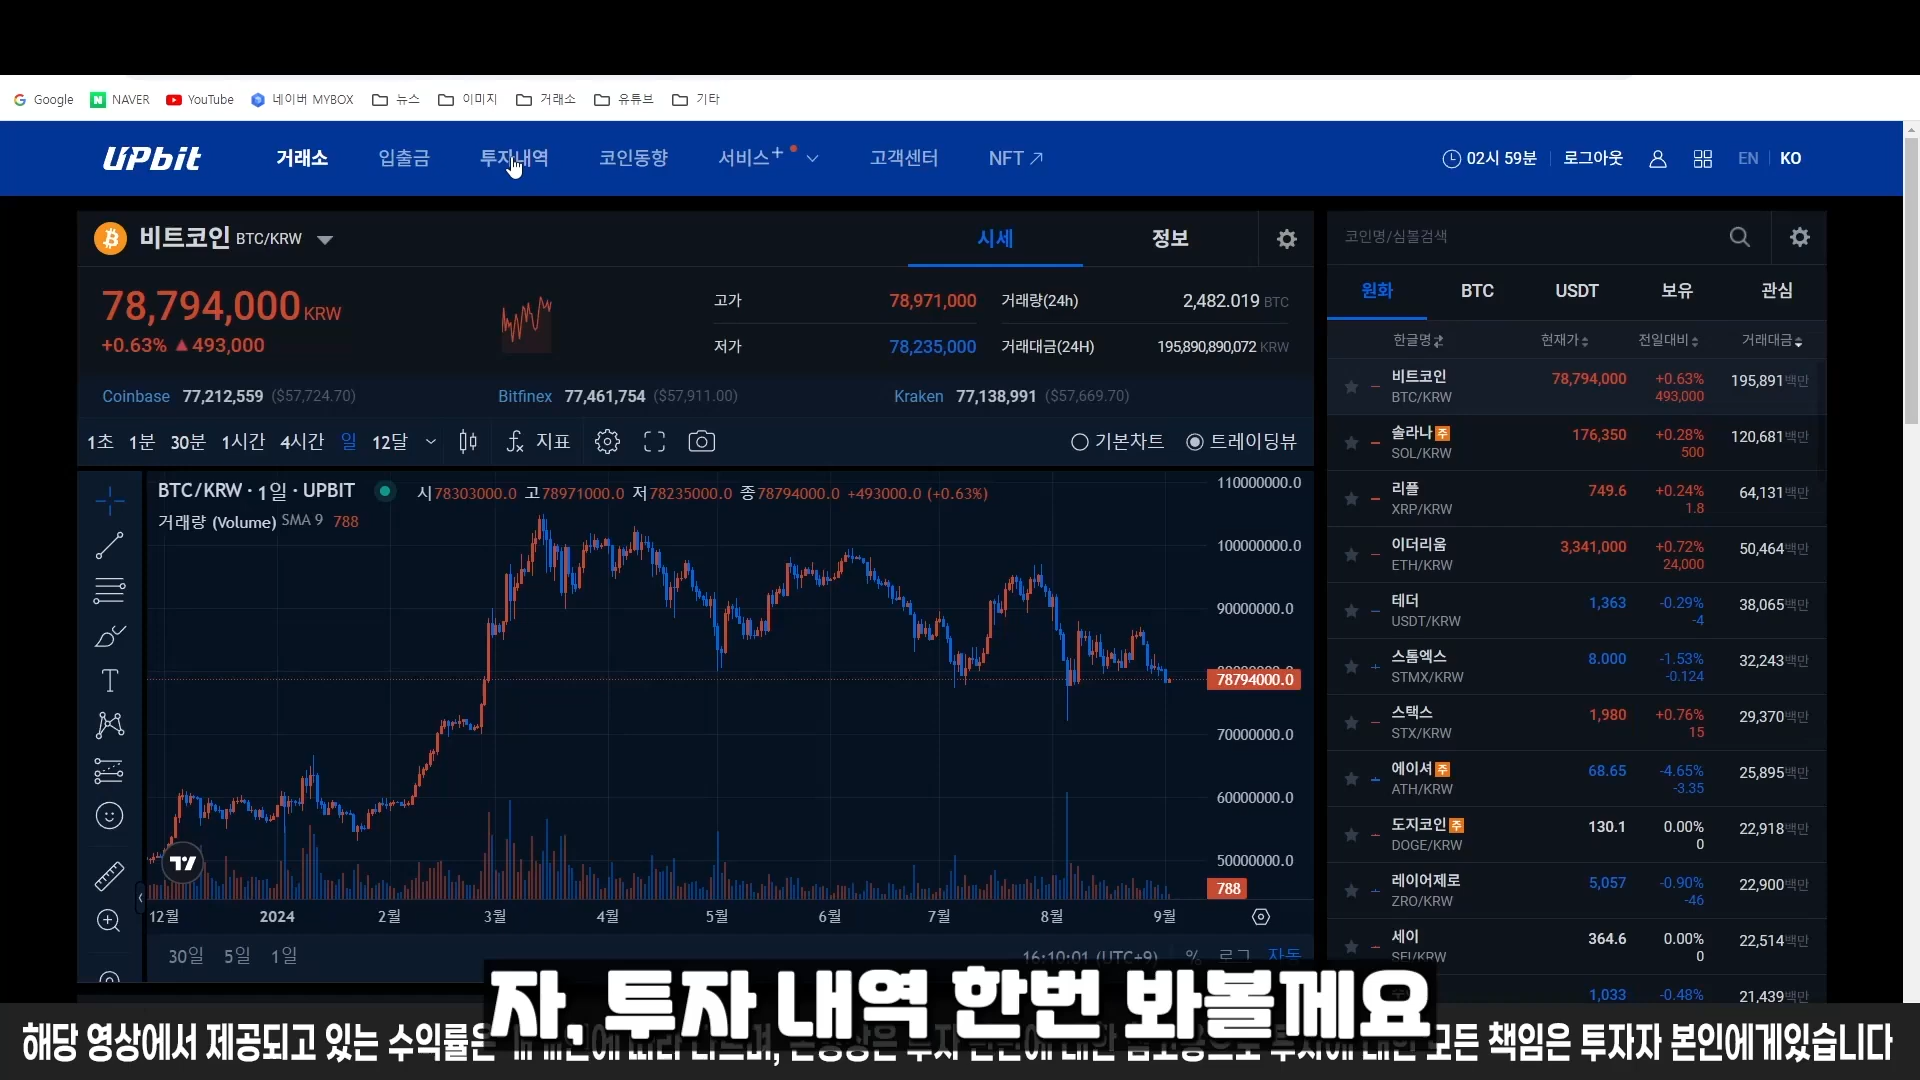 Google NAVER YouTube 네이버 MYBOX 뉴스 이미지 거래소 유튜브 기타
UPbit 거래소 입출금 투자내역 코인동향 서비스+ 고객센터 NFT 02시 59분 로그아웃 EN KO
비트코인 BTC/KRW 시세 정보
78,794,000 KRW
+0.63% ▲493,000
고가 78,971,000 거래량(24h) 2,482.019 BTC
저가 78,235,000 거래대금(24H) 195,890,890,072 KRW
Coinbase 77,212,559 ($57,724.70) Bitfinex 77,461,754 ($57,911.00) Kraken 77,138,991 ($57,669.70)
1초 1분 30분 1시간 4시간 일 12달 지표 기본차트 트레이딩뷰
BTC/KRW · 1일 · UPBIT 시78303000.0 고78971000.0 저78235000.0 종78794000.0 +493000.0 (+0.63%)
거래량 (Volume) SMA 9 788
110000000.0
100000000.0
90000000.0
78794000.0
70000000.0
60000000.0
50000000.0
788
12월 2024 2월 3월 4월 5월 6월 7월 8월 9월
30일 5일 1일 16:10:01 (UTC+9) % 로그 자동
코인명/심볼검색
원화 BTC USDT 보유 관심
한글명 현재가 전일대비 거래대금
비트코인 78,794,000 +0.63% 195,891백만
BTC/KRW 493,000
솔라나 주 176,350 +0.28% 120,681백만
SOL/KRW 500
리플 749.6 +0.24% 64,131백만
XRP/KRW 1.8
이더리움 3,341,000 +0.72% 50,464백만
ETH/KRW 24,000
테더 1,363 -0.29% 38,065백만
USDT/KRW -4
스톰엑스 8.000 -1.53% 32,243백만
STMX/KRW -0.124
스택스 1,980 +0.76% 29,370백만
STX/KRW 15
에이셔 주 68.65 -4.65% 25,895백만
ATH/KRW -3.35
도지코인 주 130.1 0.00% 22,918백만
DOGE/KRW 0
레이어제로 5,057 -0.90% 22,900백만
ZRO/KRW -46
세이 364.6 0.00% 22,514백만
SEI/KRW 0
1,033 -0.48% 21,439백만
자, 투자 내역 한번 봐볼께요
해당 영상에서 제공되고 있는 수익률은 모든 책임은 투자자 본인에게있습니다